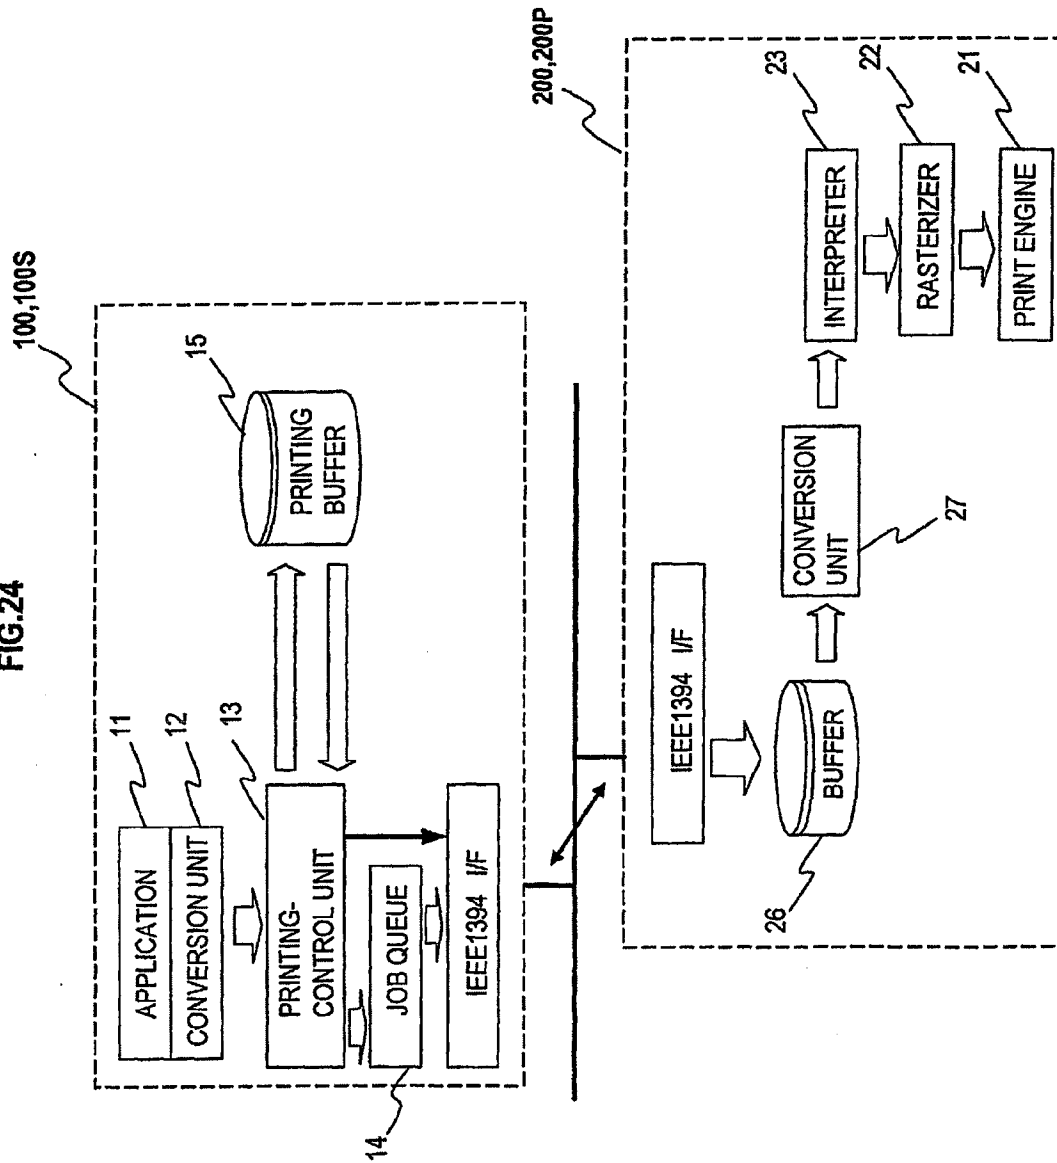 FIG.24
100,100S
APPLICATION
11
CONVERSION UNIT
12
PRINTING-
CONTROL UNIT
13
PRINTING
BUFFER
15
JOB QUEUE
14
IEEE1394 I/F
200,200P
IEEE1394 I/F
BUFFER
26
CONVERSION
UNIT
27
INTERPRETER
23
RASTERIZER
22
PRINT ENGINE
21